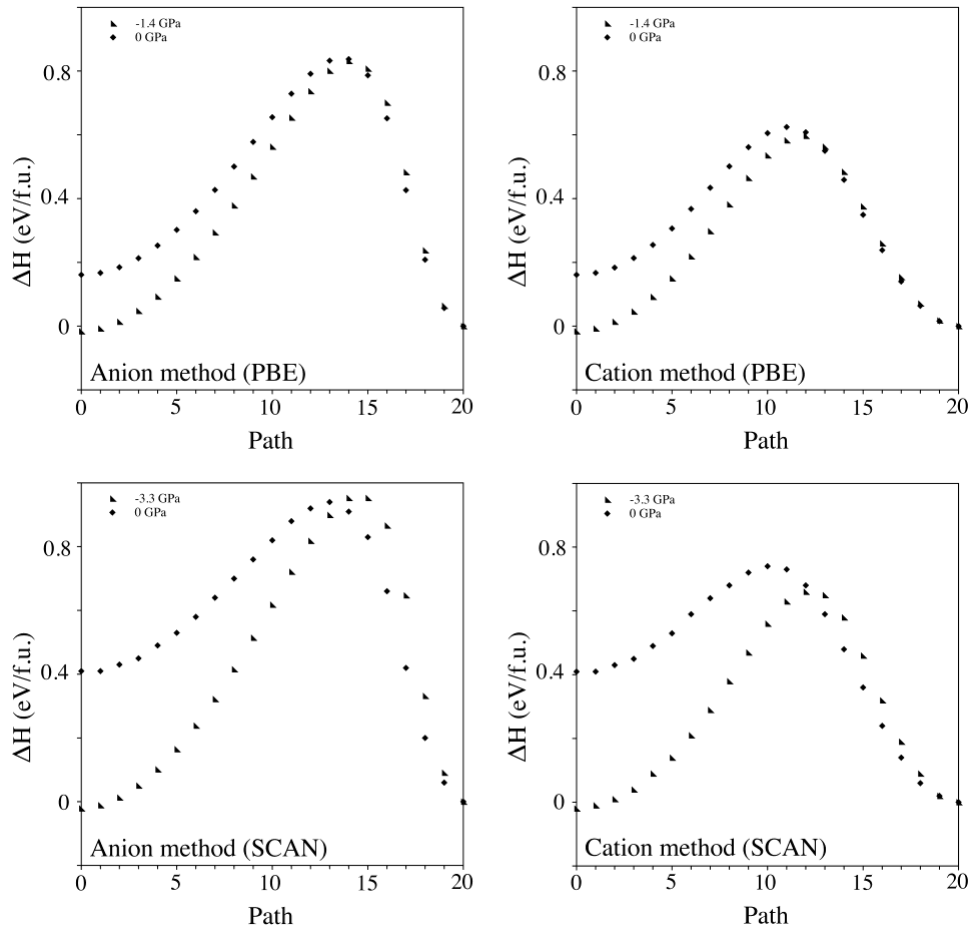 -1.4 GPa
0 GPa
0.8
0.4
0
ΔH (eV/f.u.)
Anion method (PBE)
0 5 10 15 20
Path
-1.4 GPa
0 GPa
0.8
0.4
0
ΔH (eV/f.u.)
Cation method (PBE)
0 5 10 15 20
Path
-3.3 GPa
0 GPa
0.8
0.4
0
ΔH (eV/f.u.)
Anion method (SCAN)
0 5 10 15 20
Path
-3.3 GPa
0 GPa
0.8
0.4
0
ΔH (eV/f.u.)
Cation method (SCAN)
0 5 10 15 20
Path